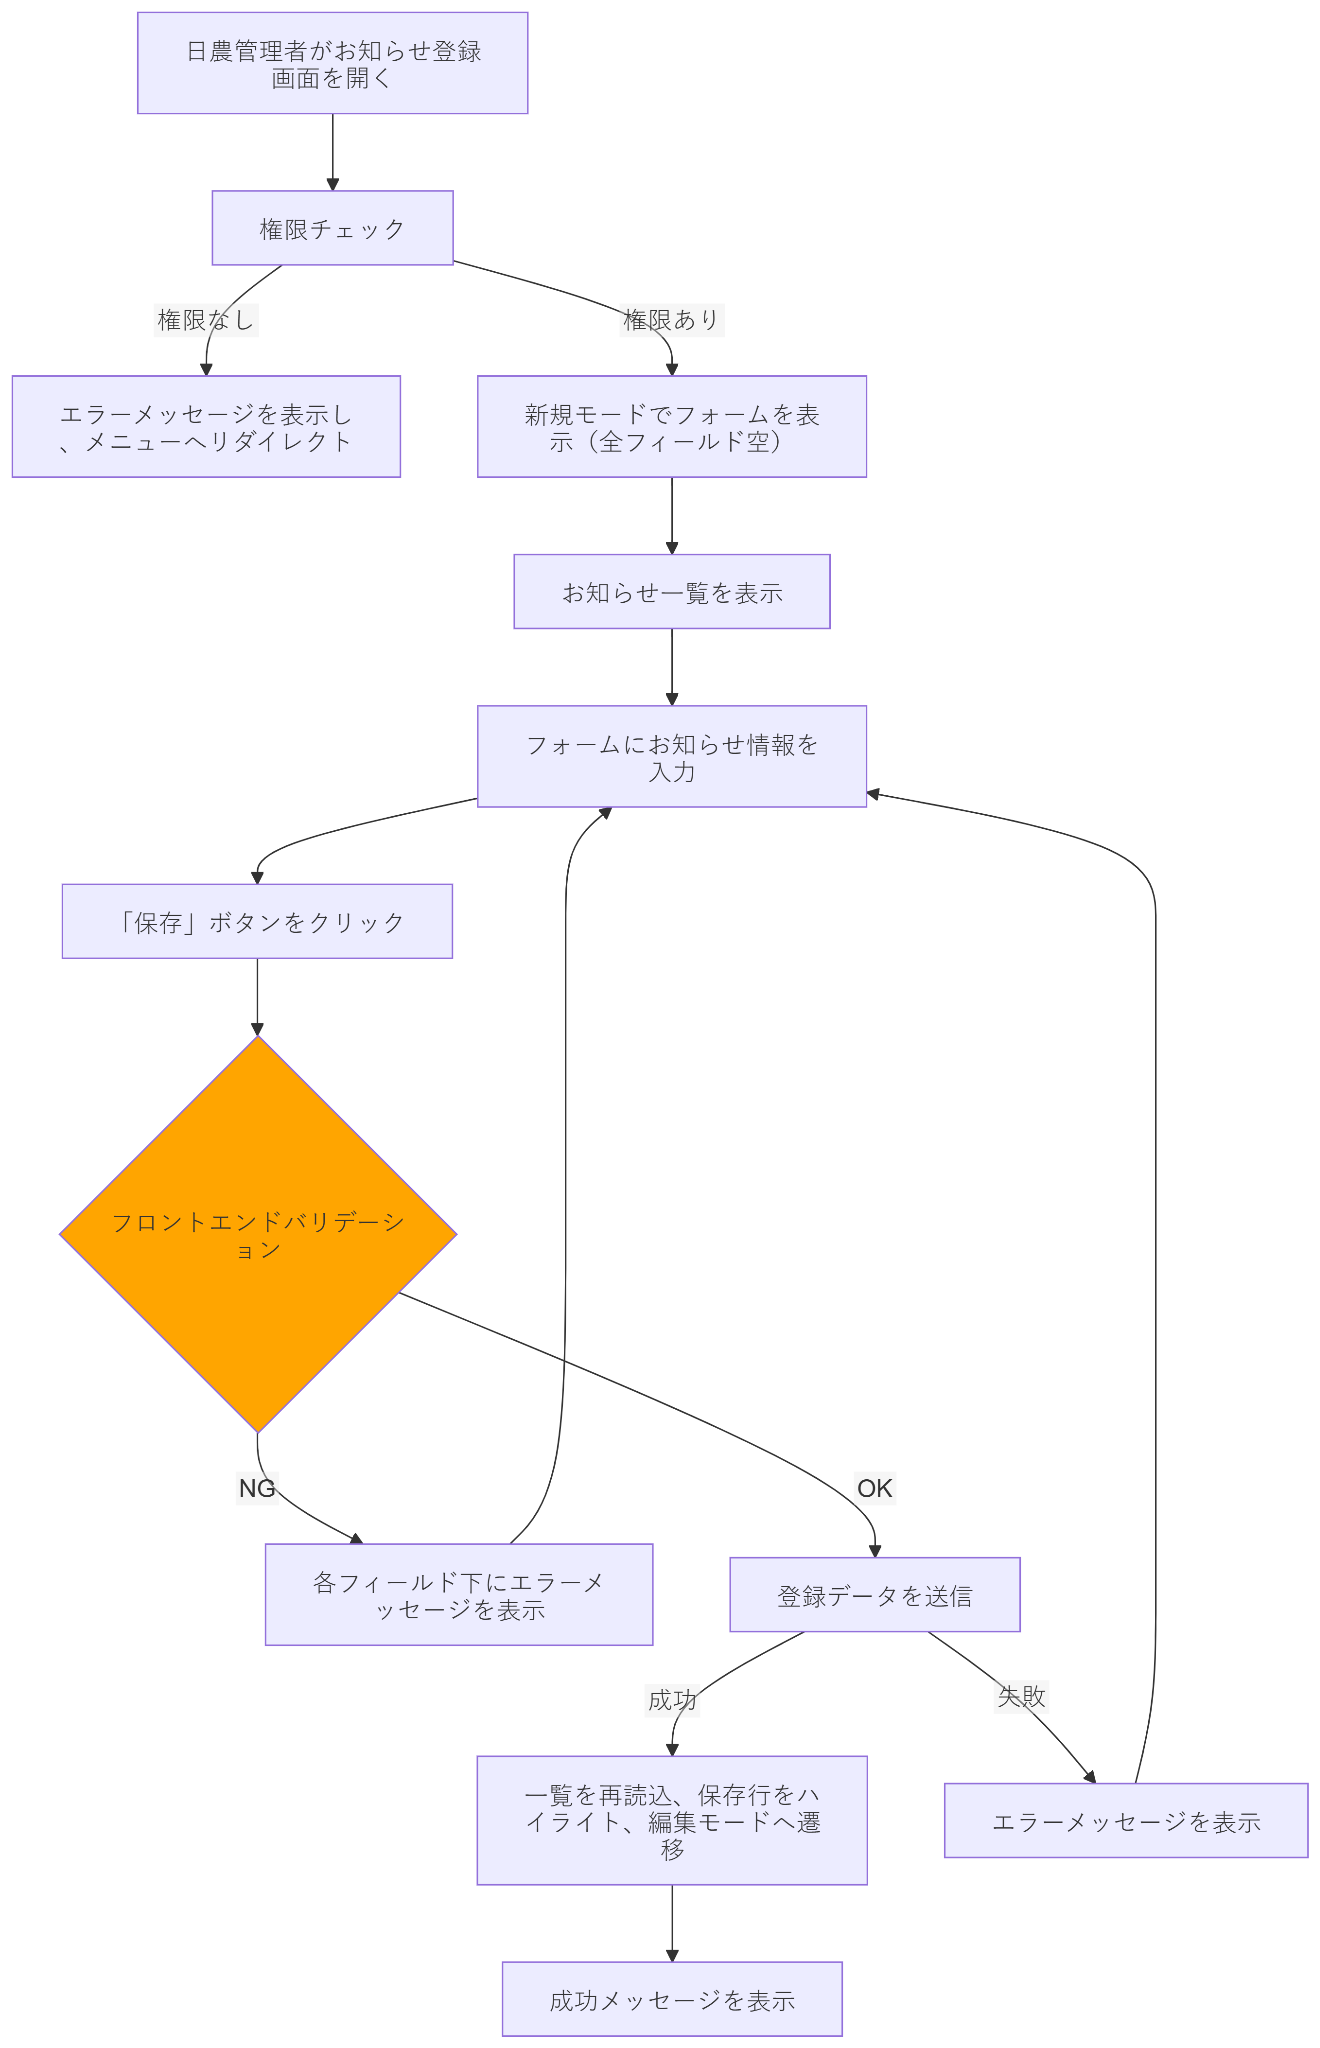 日農管理者がお知らせ登録
画面を開く
権限チェック
権限なし
権限あり
エラーメッセージを表示し
、メニューへリダイレクト
新規モードでフォームを表
示（全フィールド空）
お知らせ一覧を表示
フォームにお知らせ情報を
入力
「保存」ボタンをクリック
フロントエンドバリデーシ
ョン
NG
OK
各フィールド下にエラーメ
ッセージを表示
登録データを送信
成功
失敗
一覧を再読込、保存行をハ
イライト、編集モードへ遷
移
エラーメッセージを表示
成功メッセージを表示